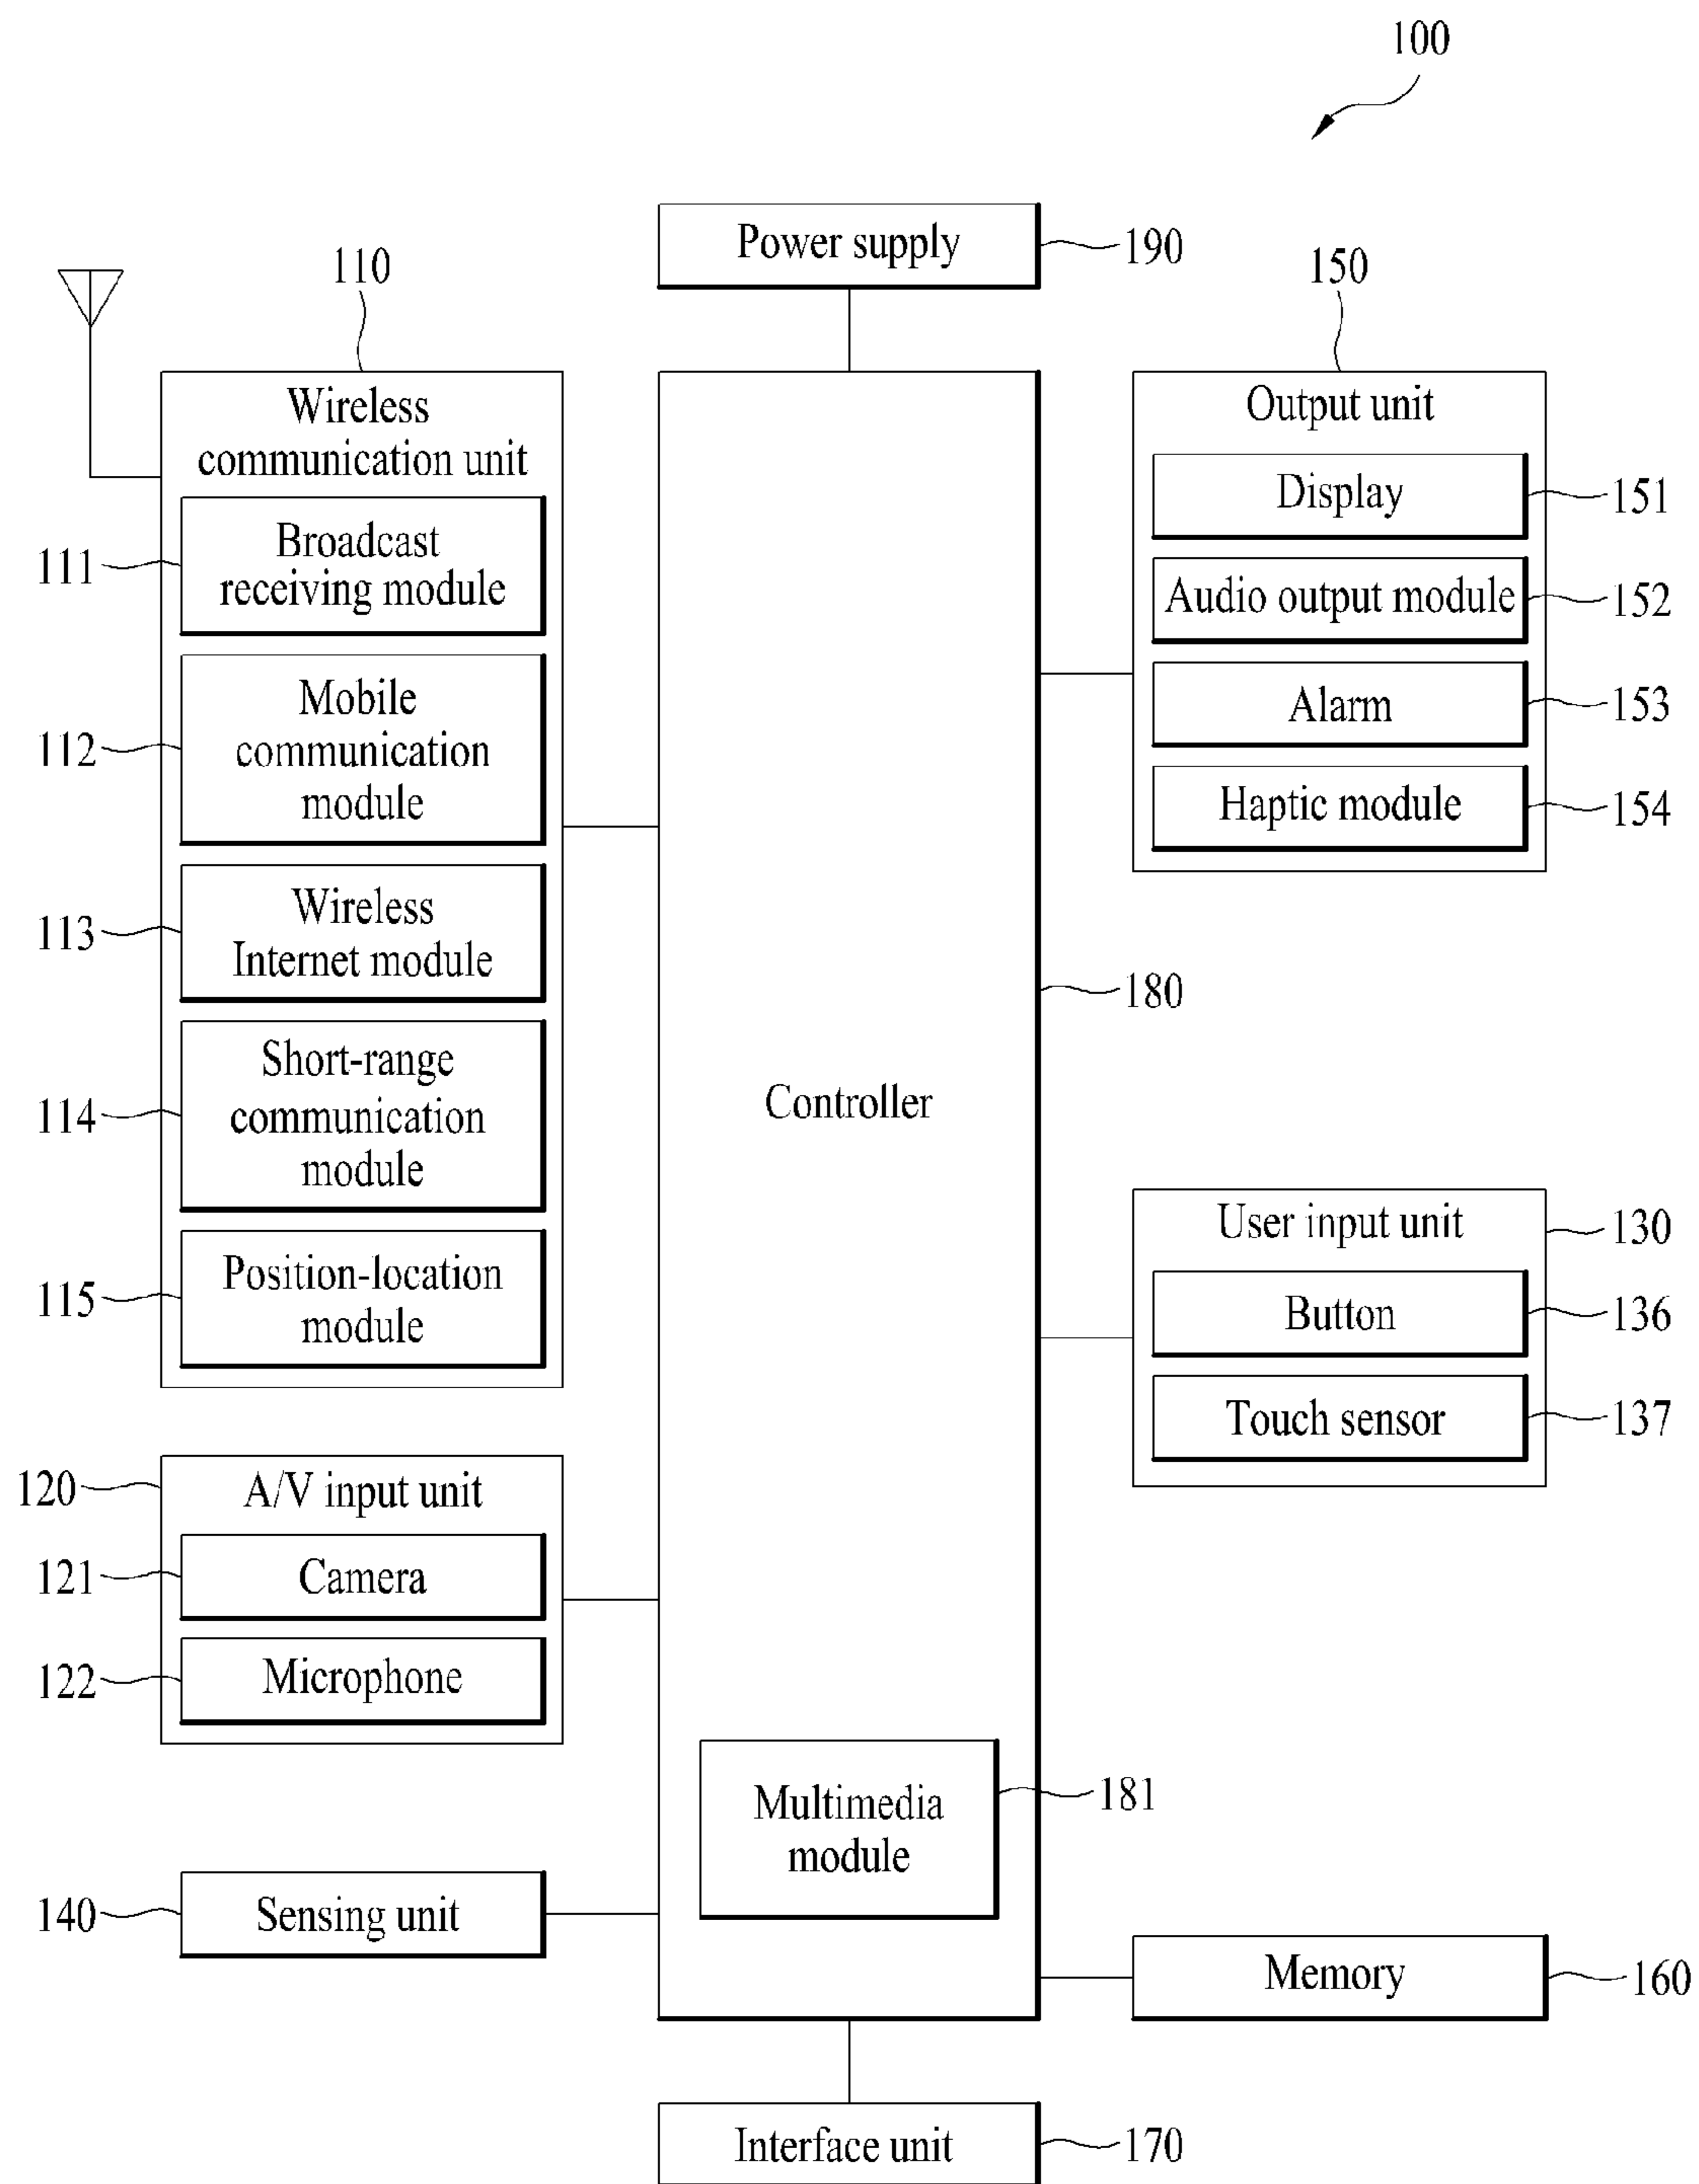 100
Power supply
190
110
Wireless
communication unit
111
Broadcast
receiving module
112
Mobile
communication
module
113
Wireless
Internet module
114
Short-range
communication
module
115
Position-location
module
120
A/V input unit
121
Camera
122
Microphone
140
Sensing unit
Controller
180
Multimedia
module
181
150
Output unit
Display
151
Audio output module
152
Alarm
153
Haptic module
154
User input unit
130
Button
136
Touch sensor
137
Memory
160
Interface unit
170